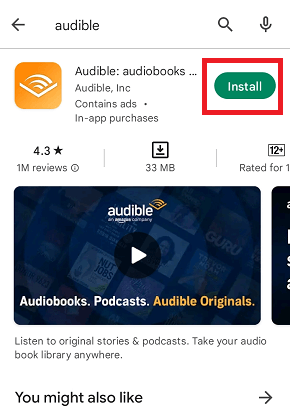 audible
Audible: audiobooks ...
Audible, Inc
Contains ads •
In-app purchases
Install
4.3 ★
1M reviews
33 MB
12+
Rated for 1
audible
an amazon company
GURU
Audiobooks. Podcasts. Audible Originals.
Listen to original stories & podcasts. Take your audio
book library anywhere.
You might also like